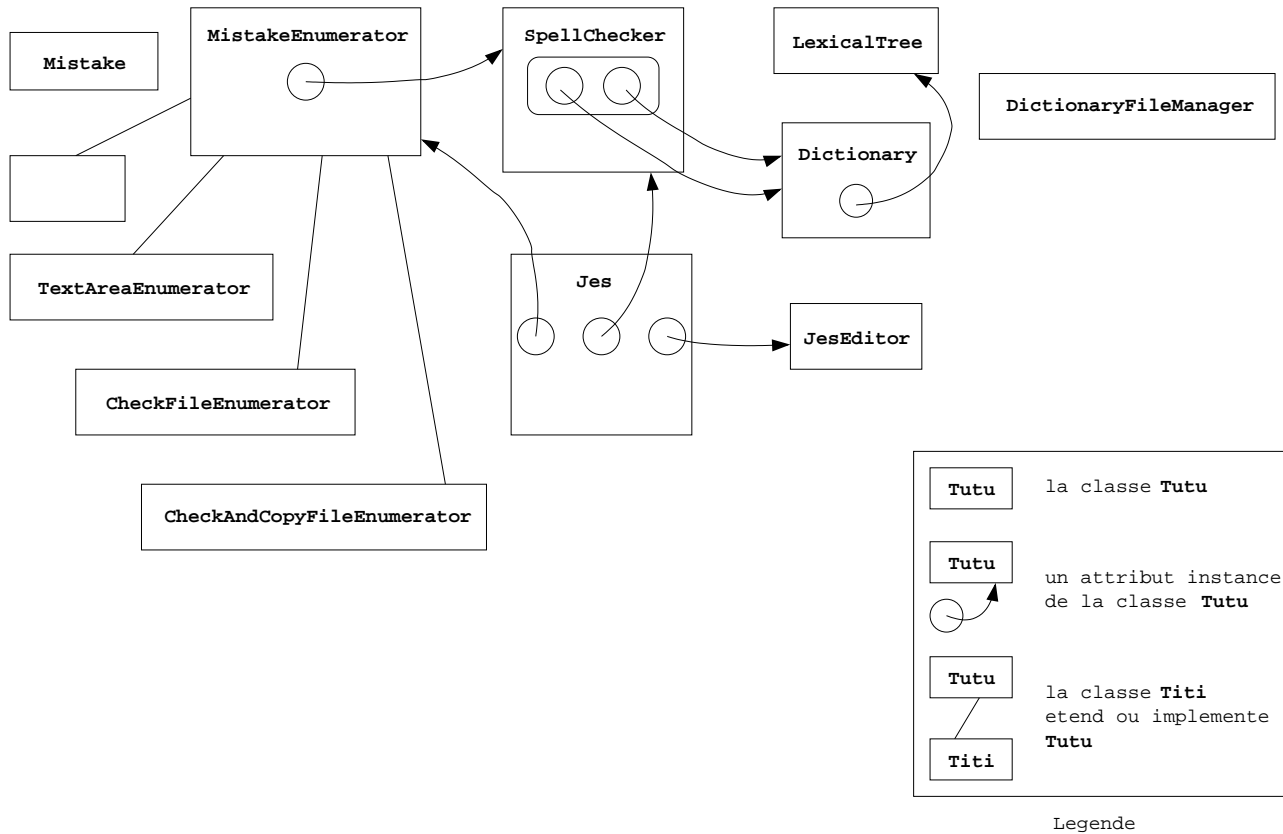 MistakeEnumerator
SpellChecker
LexicalTree
Mistake
DictionaryFileManager
Dictionary
TextAreaEnumerator
Jes
JesEditor
CheckFileEnumerator
CheckAndCopyFileEnumerator
Tutu
la classe Tutu
Tutu
un attribut instance
de la classe Tutu
Tutu
la classe Titi
etend ou implemente
Tutu
Titi
Legende